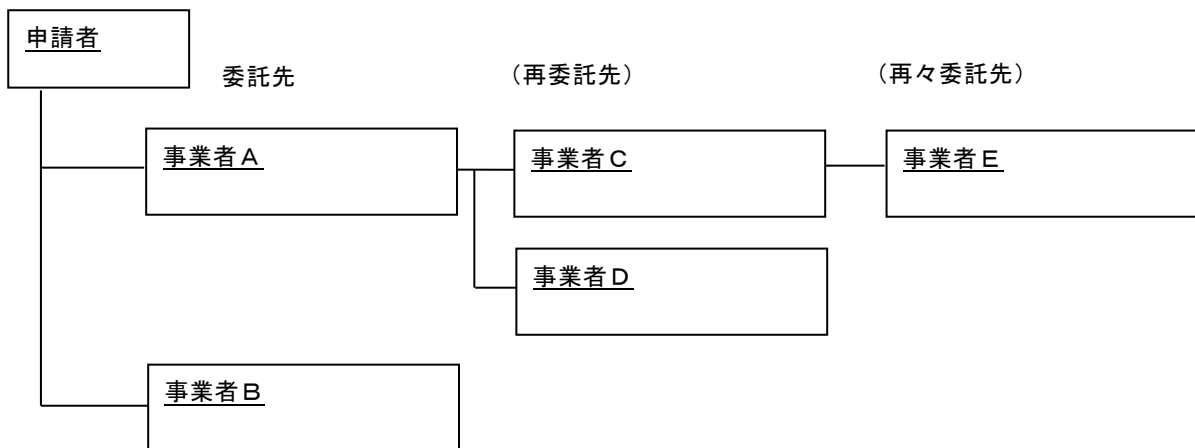 申請者
委託先
（再委託先）
（再々委託先）
事業者Ａ
事業者Ｃ
事業者Ｅ
事業者Ｄ
事業者Ｂ